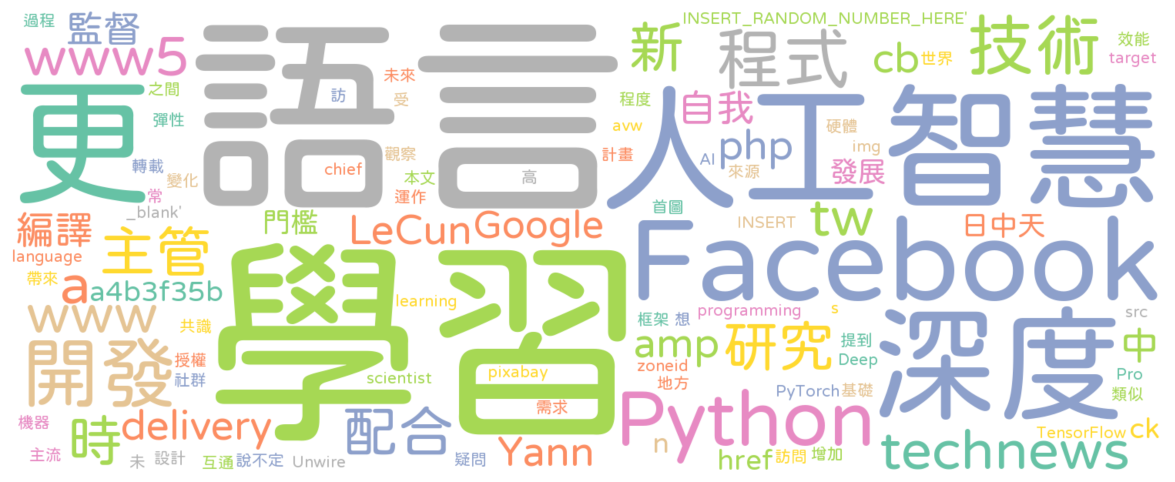 過程
監督
www5
語言
INSERT_RANDOM_NUMBER_HERE'
新
程式
cb
世界
技術
效能
target
更
之間
彈性
轉載
變化
常
_blank'
訪
未來
受
chief
觀察
本文
運作
高
程度
avw
計畫
自我
人工智慧
php
AI
來源
硬體
img
發展
編譯
language
帶來
主管
門檻
LeCun
Google
首圖
INSERT
tw
日中天
Facebook
a
a4b3f35b
www
共識
開發
授權
社群
學習
learning
scientist
pixabay
需求
框架
想
programming
s
src
amp
研究
提到
Deep
zoneid
地方
深度
中
Pro
類似
PyTorch
基礎
機器
主流
時
delivery
未
設計
互通
說不定
Unwire
配合
疑問
Yann
Python
n
href
訪問
增加
TensorFlow
ck
technews